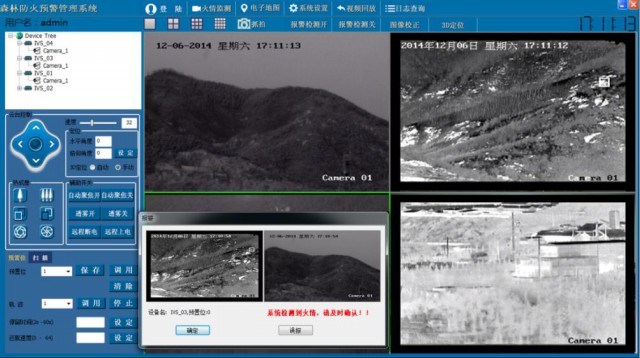 森林防火预警管理系统
登 陆
火情监测
电子地图
系统设置
视频回放
日志查询
用户名：admin
抓拍
报警检测开
报警检测关
图像校正
3D定位
17:11:13
Device Tree
IVS_04
Camera_1
IVS_03
Camera_1
IVS_01
Camera_1
IVS_02
12-06-2014 星期六 17:11:13
Camera 01
2014年12月06日 星期六 17:11:12
Camera 01
云台控制
速度
32
定位
水平角度 0
俯仰角度 0
设 定
自动
手动
热成像
辅助开关
自动聚焦开
自动聚焦关
透雾开
透雾关
远程断电
远程上电
预置位
扫 描
预置位 1
保 存
调 用
清 除
轨 迹 1
调 用
停 止
设 定
设 定
报警
Camera 01
Camera 01
设备名: IVS_03,预置位:0
系统检测到火情，请及时确认！！
确定